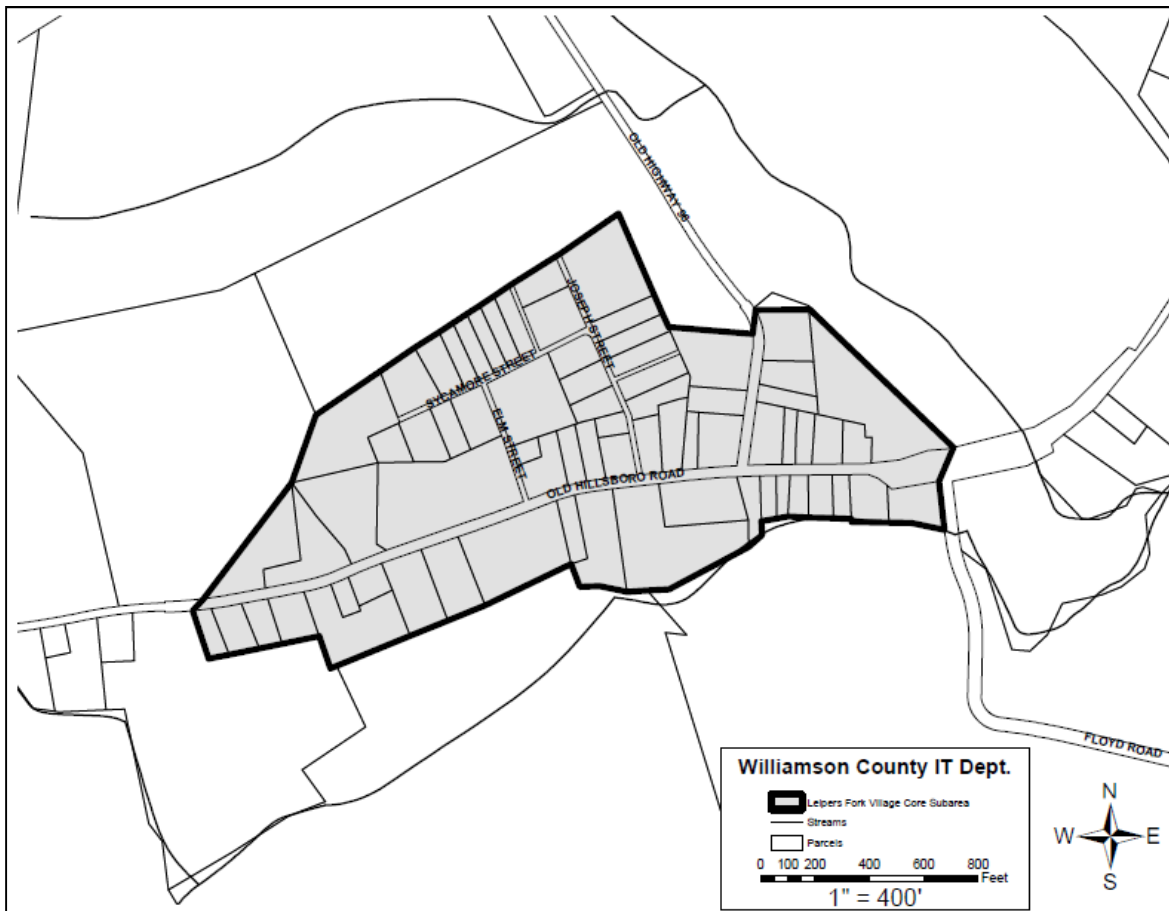 OLD HIGHWAY 96
JOSEPH STREET
SYCAMORE STREET
ELM STREET
OLD HILLSBORO ROAD
FLOYD ROAD
Williamson County IT Dept.
Leipers Fork Village Core Subarea
Streams
Parcels
0 100 200 400 600 800
Feet
1" = 400'
N
W E
S